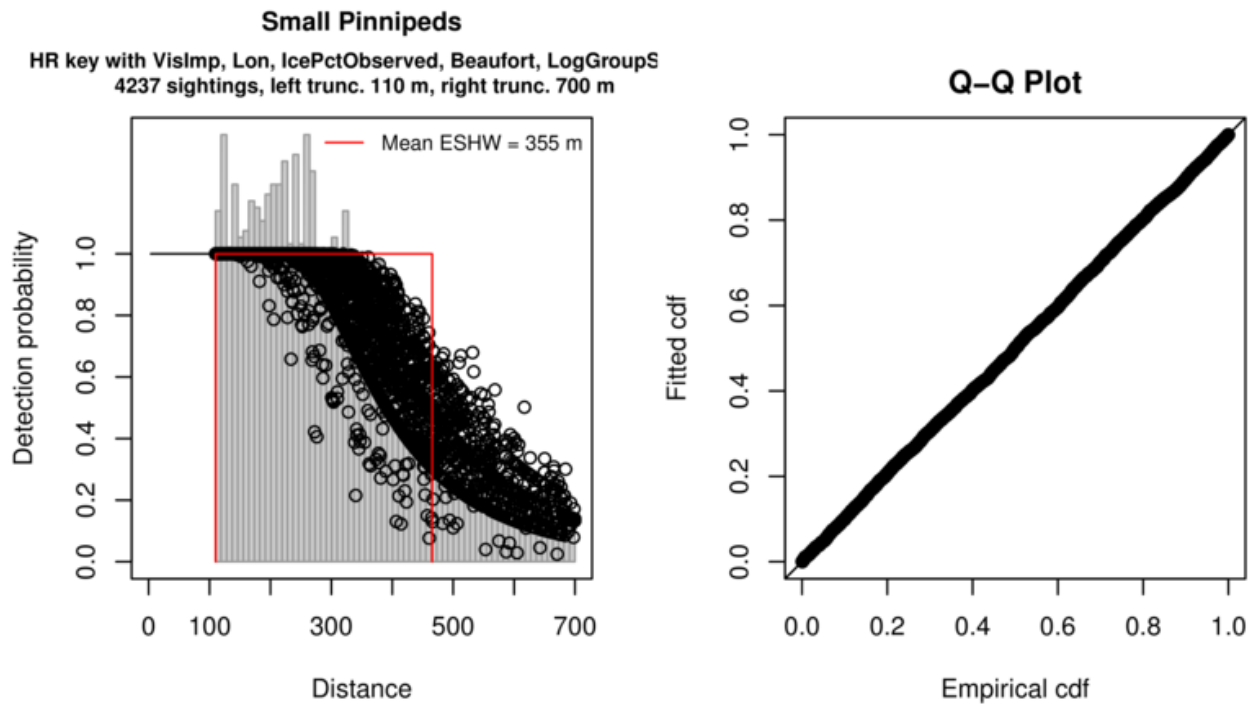 Small Pinnipeds
HR key with VisImp, Lon, IcePctObserved, Beaufort, LogGroupS
4237 sightings, left trunc. 110 m, right trunc. 700 m
Mean ESHW = 355 m
Detection probability
1.0
0.8
0.6
0.4
0.2
0.0
0 100 300 500 700
Distance
Q−Q Plot
Fitted cdf
1.0
0.8
0.6
0.4
0.2
0.0
0.0 0.2 0.4 0.6 0.8 1.0
Empirical cdf